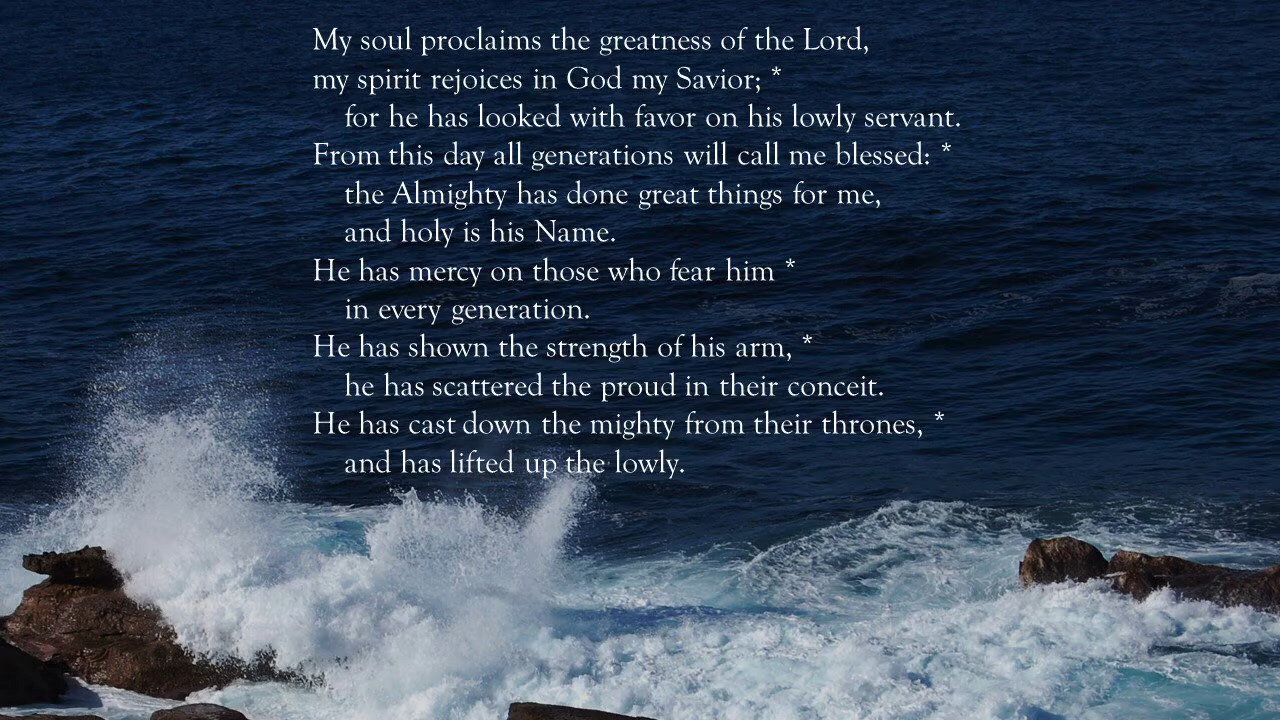 My soul proclaims the greatness of the Lord,
my spirit rejoices in God my Savior; *
for he has looked with favor on his lowly servant.
From this day all generations will call me blessed: *
the Almighty has done great things for me,
and holy is his Name.
He has mercy on those who fear him *
in every generation.
He has shown the strength of his arm, *
he has scattered the proud in their conceit.
He has cast down the mighty from their thrones, *
and has lifted up the lowly.